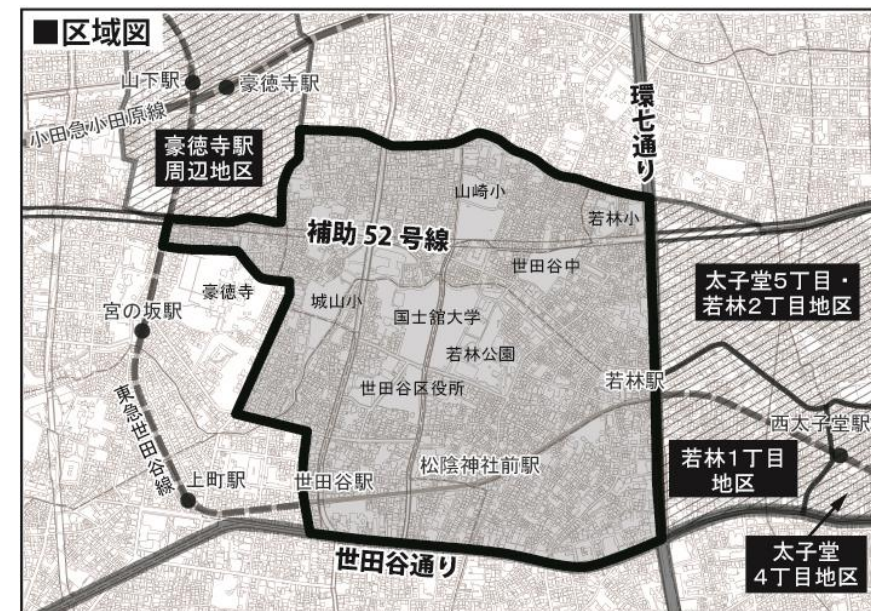 ■区域図
山下駅
豪徳寺駅
小田急小田原線
豪徳寺駅
周辺地区
環七通り
山崎小
若林小
補助52号線
世田谷中
太子堂5丁目・
若林2丁目地区
豪徳寺
宮の坂駅
城山小
国士舘大学
若林公園
世田谷区役所
若林駅
東急世田谷線
西太子堂駅
松陰神社前駅
若林1丁目
地区
上町駅
世田谷駅
世田谷通り
太子堂
4丁目地区